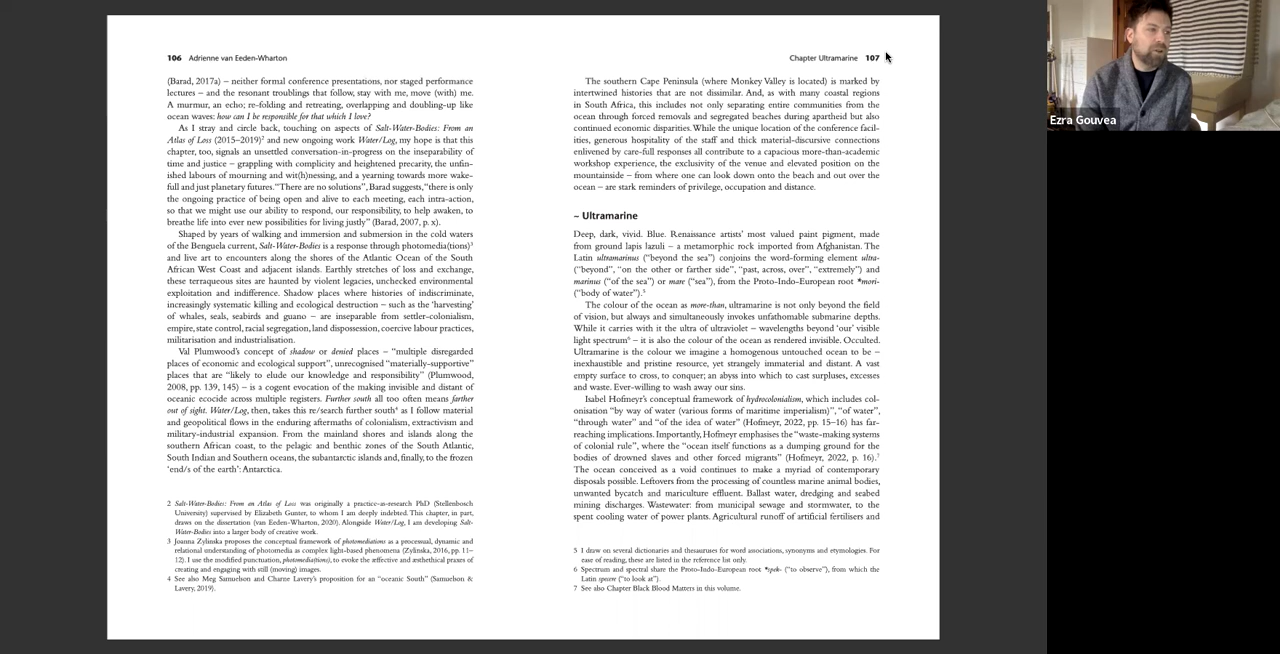 106 Adrienne van Eeden-Wharton
(Barad, 2017a) – neither formal conference presentations, nor staged performance
lectures – and the resonant troublings that follow, stay with me, move (with) me.
A murmur, an echo; re-folding and retreating, overlapping and doubling-up like
ocean waves: how can I be responsible for that which I love?
As I stray and circle back, touching on aspects of Salt-Water-Bodies: From an
Atlas of Loss (2015–2019)2 and new ongoing work Water/Log, my hope is that this
chapter, too, signals an unsettled conversation-in-progress on the inseparability of
time and justice – grappling with complicity and heightened precarity, the unfin-
ished labours of mourning and wit(h)nessing, and a yearning towards more wake-
full and just planetary futures. “There are no solutions”, Barad suggests, “there is only
the ongoing practice of being open and alive to each meeting, each intra-action,
so that we might use our ability to respond, our responsibility, to help awaken, to
breathe life into ever new possibilities for living justly” (Barad, 2007, p. x).
Shaped by years of walking and immersion and submersion in the cold waters
of the Benguela current, Salt-Water-Bodies is a response through photomedia(tions)3
and live art to encounters along the shores of the Atlantic Ocean of the South
African West Coast and adjacent islands. Earthly stretches of loss and exchange,
these terraqueous sites are haunted by violent legacies, unchecked environmental
exploitation and indifference. Shadow places where histories of indiscriminate,
increasingly systematic killing and ecological destruction – such as the ‘harvesting’
of whales, seals, seabirds and guano – are inseparable from settler-colonialism,
empire, state control, racial segregation, land dispossession, coercive labour practices,
militarisation and industrialisation.
Val Plumwood’s concept of shadow or denied places – “multiple disregarded
places of economic and ecological support”, unrecognised “materially-supportive”
places that are “likely to elude our knowledge and responsibility” (Plumwood,
2008, pp. 139, 145) – is a cogent evocation of the making invisible and distant of
oceanic ecocide across multiple registers. Further south all too often means farther
out of sight. Water/Log, then, takes this re/search further south4 as I follow material
and geopolitical flows in the enduring aftermaths of colonialism, extractivism and
military-industrial expansion. From the mainland shores and islands along the
southern African coast, to the pelagic and benthic zones of the South Atlantic,
South Indian and Southern oceans, the subantarctic islands and, finally, to the frozen
‘end/s of the earth’: Antarctica.
2 Salt-Water-Bodies: From an Atlas of Loss was originally a practice-as-research PhD (Stellenbosch
University) supervised by Elizabeth Gunter, to whom I am deeply indebted. This chapter, in part,
draws on the dissertation (van Eeden-Wharton, 2020). Alongside Water/Log, I am developing Salt-
Water-Bodies into a larger body of creative work.
3 Joanna Zylinska proposes the conceptual framework of photomediations as a processual, dynamic and
relational understanding of photomedia as complex light-based phenomena (Zylinska, 2016, pp. 11–
12). I use the modified punctuation, photomedia(tions), to evoke the æffective and æsthethical praxes of
creating and engaging with still (moving) images.
4 See also Meg Samuelson and Charne Lavery’s proposition for an “oceanic South” (Samuelson &
Lavery, 2019).
Chapter Ultramarine 107
The southern Cape Peninsula (where Monkey Valley is located) is marked by
intertwined histories that are not dissimilar. And, as with many coastal regions
in South Africa, this includes not only separating entire communities from the
ocean through forced removals and segregated beaches during apartheid but also
continued economic disparities. While the unique location of the conference facil-
ities, generous hospitality of the staff and thick material-discursive connections
enlivened by care-full responses all contribute to a capacious more-than-academic
workshop experience, the exclusivity of the venue and elevated position on the
mountainside – from where one can look down onto the beach and out over the
ocean – are stark reminders of privilege, occupation and distance.
~ Ultramarine
Deep, dark, vivid. Blue. Renaissance artists’ most valued paint pigment, made
from ground lapis lazuli – a metamorphic rock imported from Afghanistan. The
Latin ultramarinus (“beyond the sea”) conjoins the word-forming element ultra-
(“beyond”, “on the other or farther side”, “past, across, over”, “extremely”) and
marinus (“of the sea”) or mare (“sea”), from the Proto-Indo-European root *mori-
(“body of water”).5
The colour of the ocean as more-than, ultramarine is not only beyond the field
of vision, but always and simultaneously invokes unfathomable submarine depths.
While it carries with it the ultra of ultraviolet – wavelengths beyond ‘our’ visible
light spectrum6 – it is also the colour of the ocean as rendered invisible. Occulted.
Ultramarine is the colour we imagine a homogenous untouched ocean to be –
inexhaustible and pristine resource, yet strangely immaterial and distant. A vast
empty surface to cross, to conquer; an abyss into which to cast surpluses, excesses
and waste. Ever-willing to wash away our sins.
Isabel Hofmeyr’s conceptual framework of hydrocolonialism, which includes col-
onisation “by way of water (various forms of maritime imperialism)”, “of water”,
“through water” and “of the idea of water” (Hofmeyr, 2022, pp. 15–16) has far-
reaching implications. Importantly, Hofmeyr emphasises the “waste-making systems
of colonial rule”, where the “ocean itself functions as a dumping ground for the
bodies of drowned slaves and other forced migrants” (Hofmeyr, 2022, p. 16).7
The ocean conceived as a void continues to make a myriad of contemporary
disposals possible. Leftovers from the processing of countless marine animal bodies,
unwanted bycatch and mariculture effluent. Ballast water, dredging and seabed
mining discharges. Wastewater: from municipal sewage and stormwater, to the
spent cooling water of power plants. Agricultural runoff of artificial fertilisers and
5 I draw on several dictionaries and thesauruses for word associations, synonyms and etymologies. For
ease of reading, these are listed in the reference list only.
6 Spectrum and spectral share the Proto-Indo-European root *spek- (“to observe”), from which the
Latin specere (“to look at”).
7 See also Chapter Black Blood Matters in this volume.
Ezra Gouvea